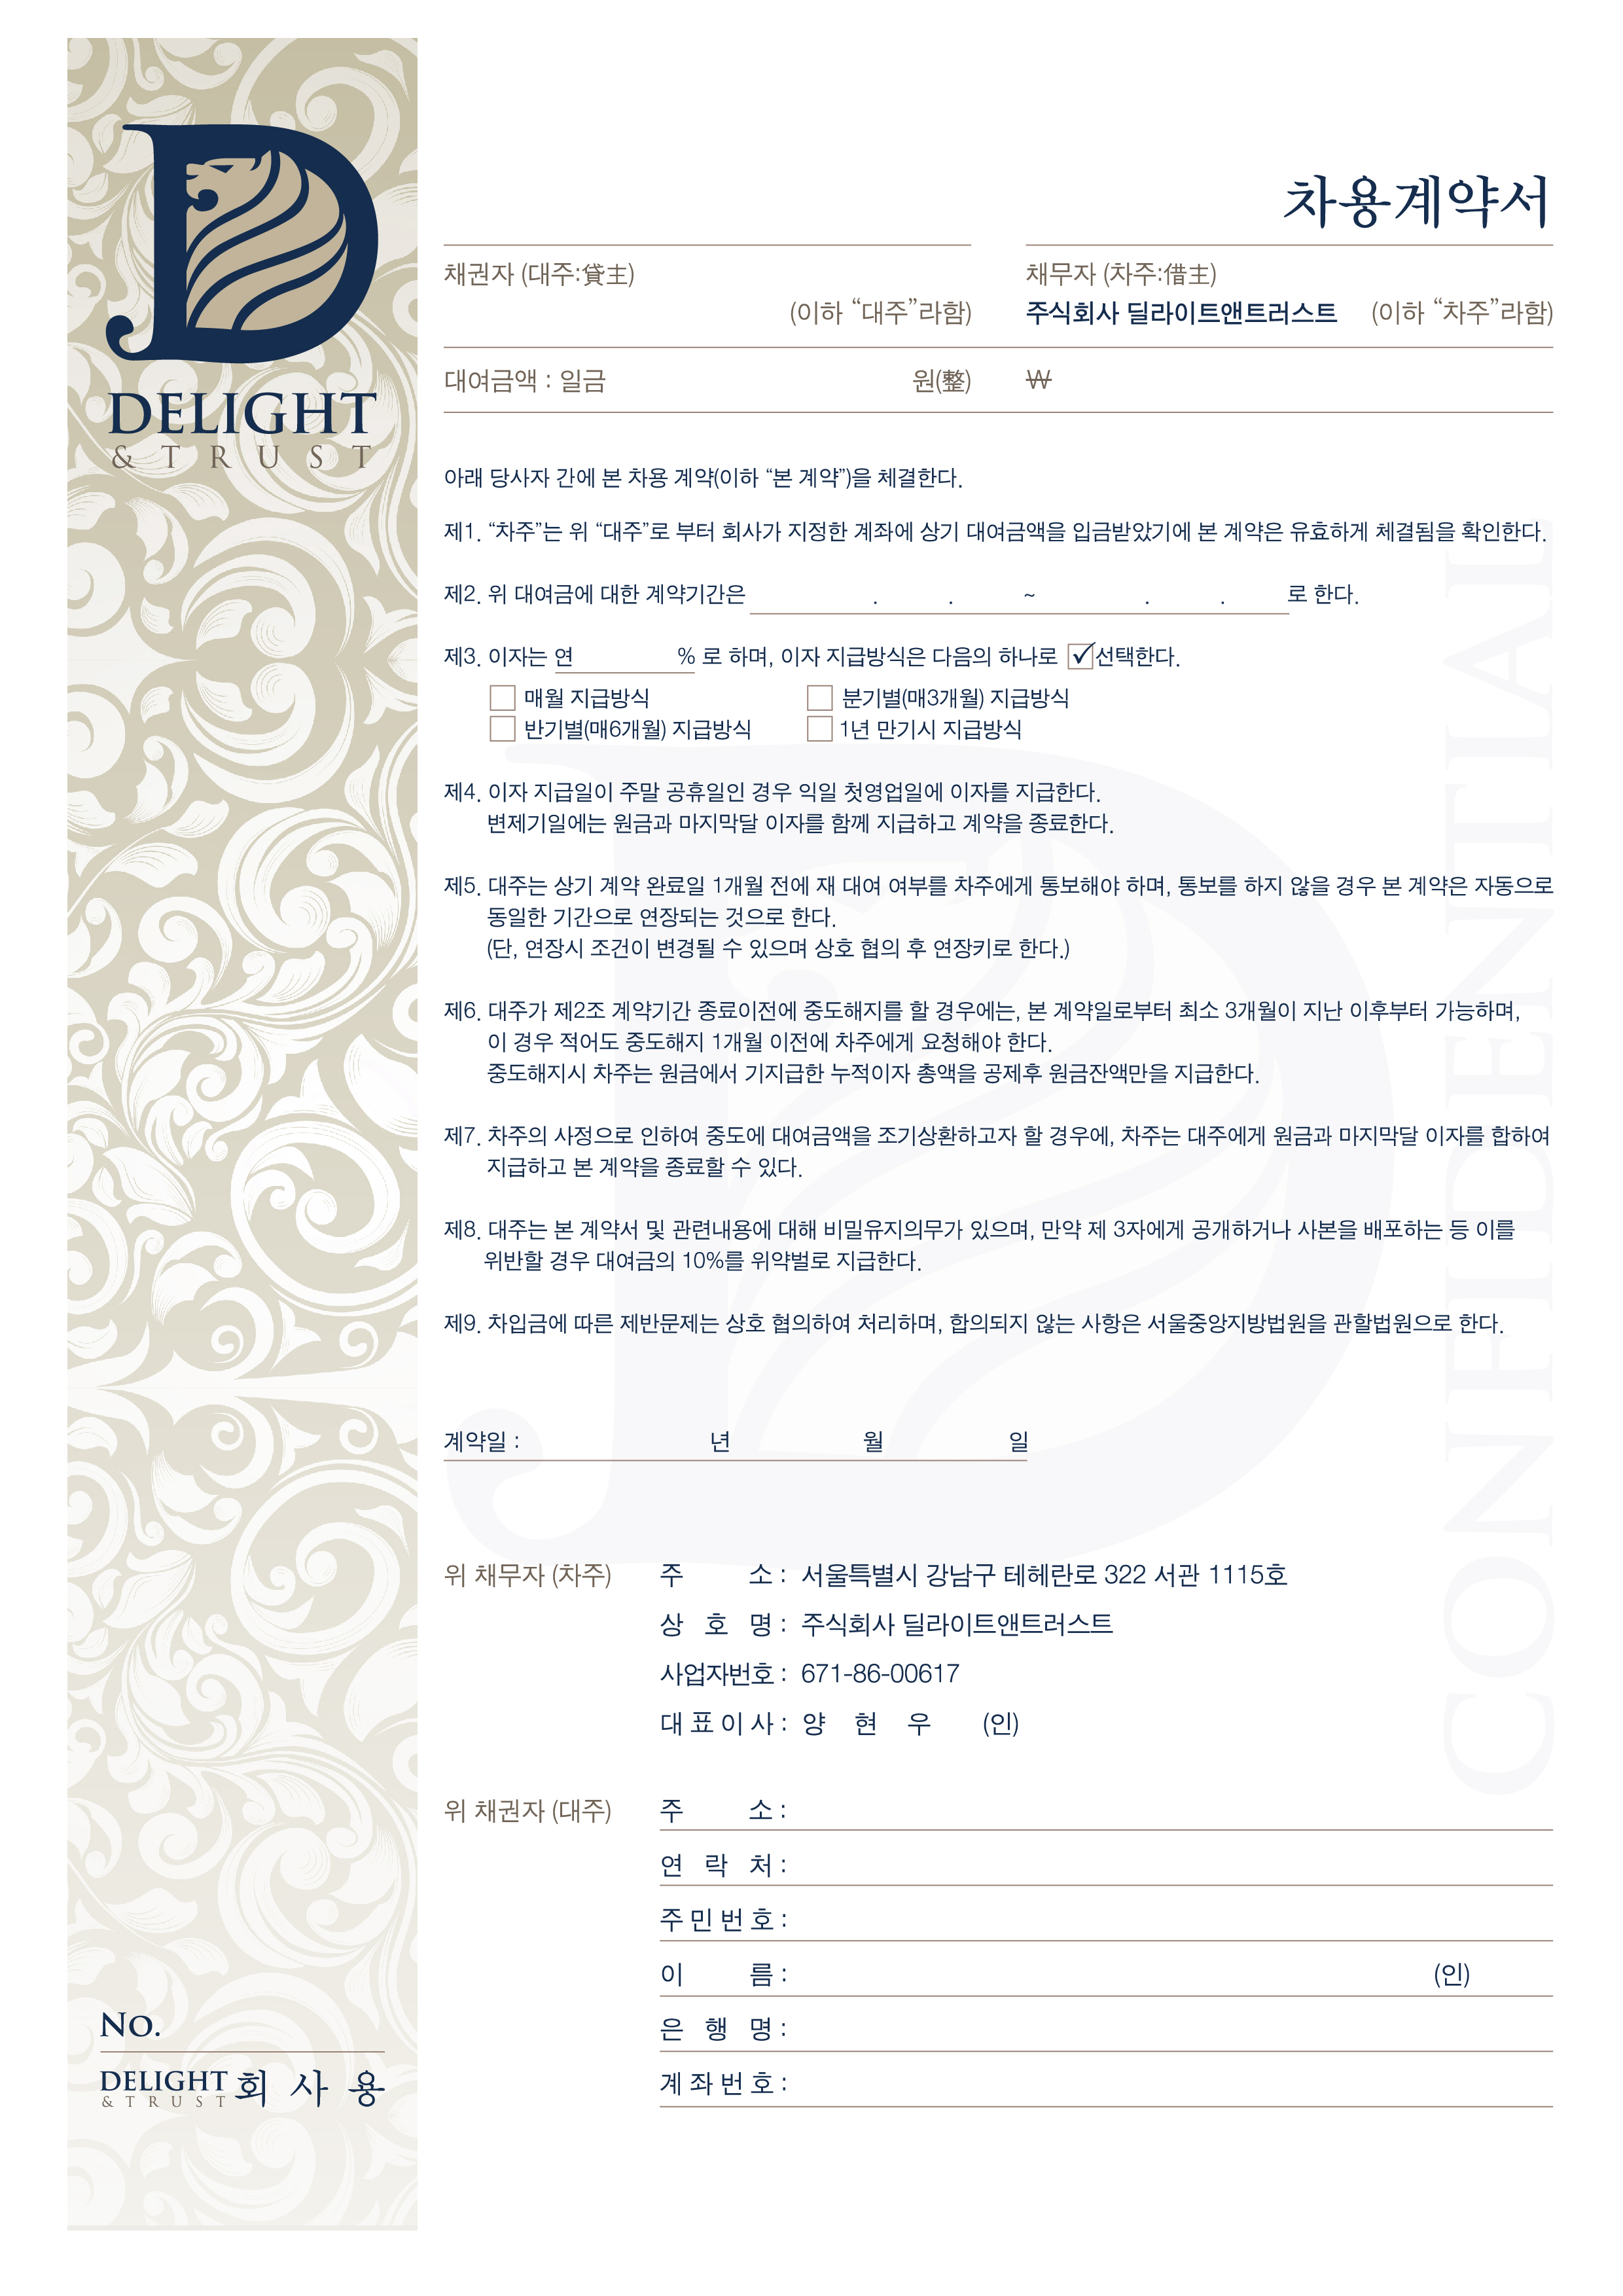 DELIGHT
& TRUST
차용계약서
채권자 (대주:貸主)
(이하 “대주”라함)
채무자 (차주:借主)
주식회사 딜라이트앤트러스트 (이하 “차주”라함)
대여금액 : 일금 원(整) ₩
아래 당사자 간에 본 차용 계약(이하 “본 계약”)을 체결한다.
제1. “차주”는 위 “대주”로 부터 회사가 지정한 계좌에 상기 대여금액을 입금받았기에 본 계약은 유효하게 체결됨을 확인한다.
제2. 위 대여금에 대한 계약기간은 . . ~ . . 로 한다.
제3. 이자는 연 % 로 하며, 이자 지급방식은 다음의 하나로 ☑선택한다.
☐ 매월 지급방식 ☐ 분기별(매3개월) 지급방식
☐ 반기별(매6개월) 지급방식 ☐ 1년 만기시 지급방식
제4. 이자 지급일이 주말 공휴일인 경우 익일 첫영업일에 이자를 지급한다.
변제기일에는 원금과 마지막달 이자를 함께 지급하고 계약을 종료한다.
제5. 대주는 상기 계약 완료일 1개월 전에 재 대여 여부를 차주에게 통보해야 하며, 통보를 하지 않을 경우 본 계약은 자동으로
동일한 기간으로 연장되는 것으로 한다.
(단, 연장시 조건이 변경될 수 있으며 상호 협의 후 연장키로 한다.)
제6. 대주가 제2조 계약기간 종료이전에 중도해지를 할 경우에는, 본 계약일로부터 최소 3개월이 지난 이후부터 가능하며,
이 경우 적어도 중도해지 1개월 이전에 차주에게 요청해야 한다.
중도해지시 차주는 원금에서 기지급한 누적이자 총액을 공제후 원금잔액만을 지급한다.
제7. 차주의 사정으로 인하여 중도에 대여금액을 조기상환하고자 할 경우에, 차주는 대주에게 원금과 마지막달 이자를 합하여
지급하고 본 계약을 종료할 수 있다.
제8. 대주는 본 계약서 및 관련내용에 대해 비밀유지의무가 있으며, 만약 제 3자에게 공개하거나 사본을 배포하는 등 이를
위반할 경우 대여금의 10%를 위약벌로 지급한다.
제9. 차입금에 따른 제반문제는 상호 협의하여 처리하며, 합의되지 않는 사항은 서울중앙지방법원을 관할법원으로 한다.
계약일 : 년 월 일
위 채무자 (차주) 주 소 : 서울특별시 강남구 테헤란로 322 서관 1115호
상 호 명 : 주식회사 딜라이트앤트러스트
사업자번호 : 671-86-00617
대 표 이 사 : 양 현 우 (인)
위 채권자 (대주) 주 소 :
연 락 처 :
주 민 번 호 :
이 름 : (인)
은 행 명 :
계 좌 번 호 :
No.
DELIGHT
& TRUST 회 사 용
CONFIDENTIAL